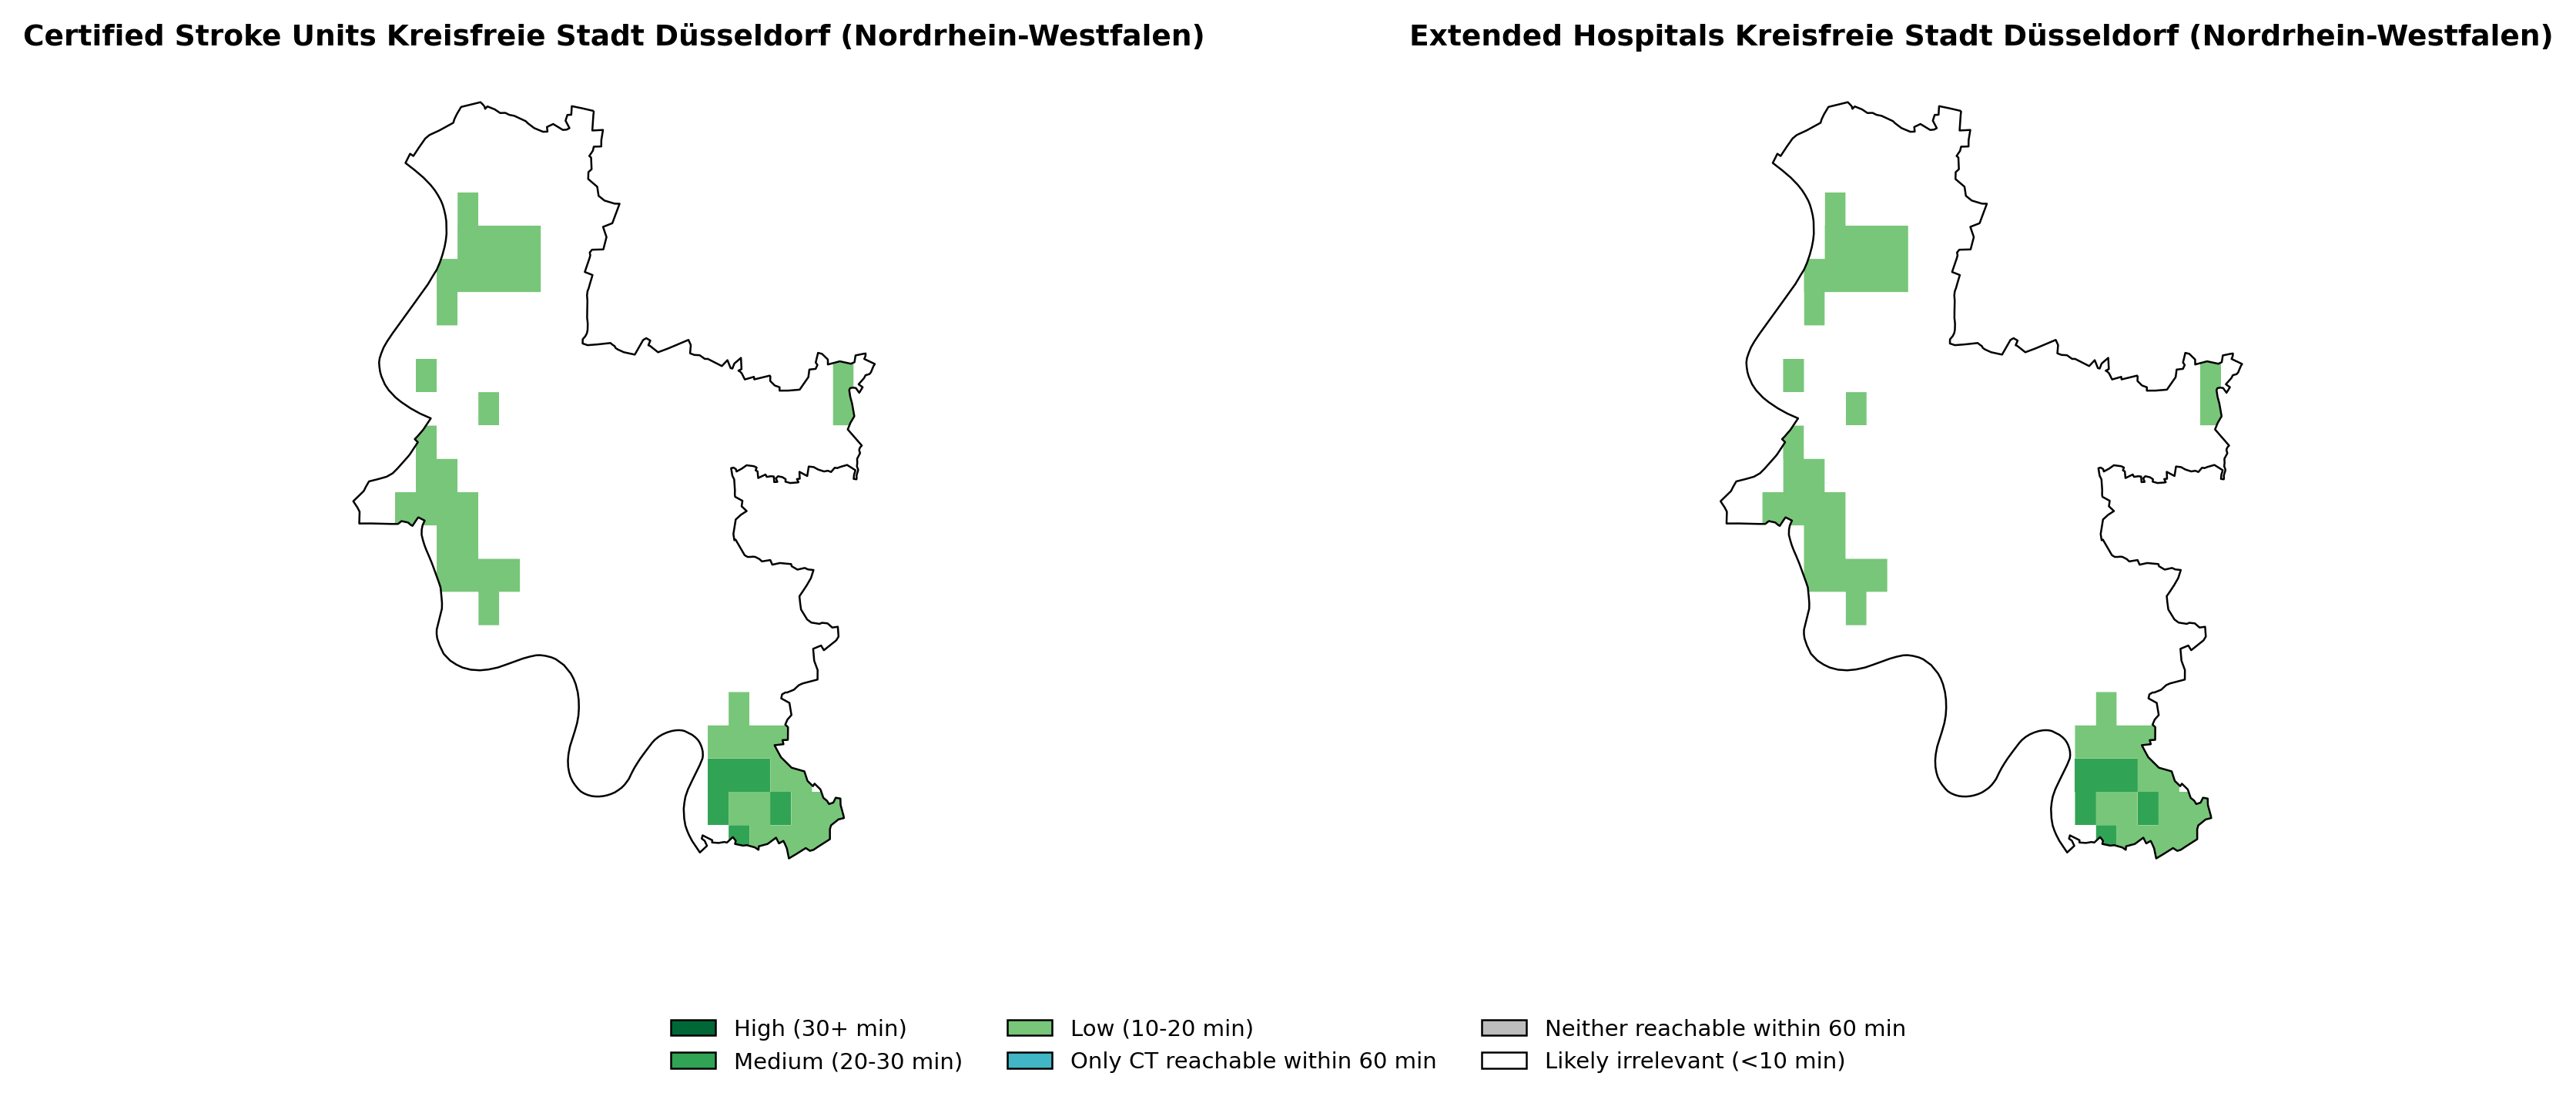 Certified Stroke Units Kreisfreie Stadt Düsseldorf (Nordrhein-Westfalen)
Extended Hospitals Kreisfreie Stadt Düsseldorf (Nordrhein-Westfalen)
High (30+ min)
Medium (20-30 min)
Low (10-20 min)
Only CT reachable within 60 min
Neither reachable within 60 min
Likely irrelevant (<10 min)